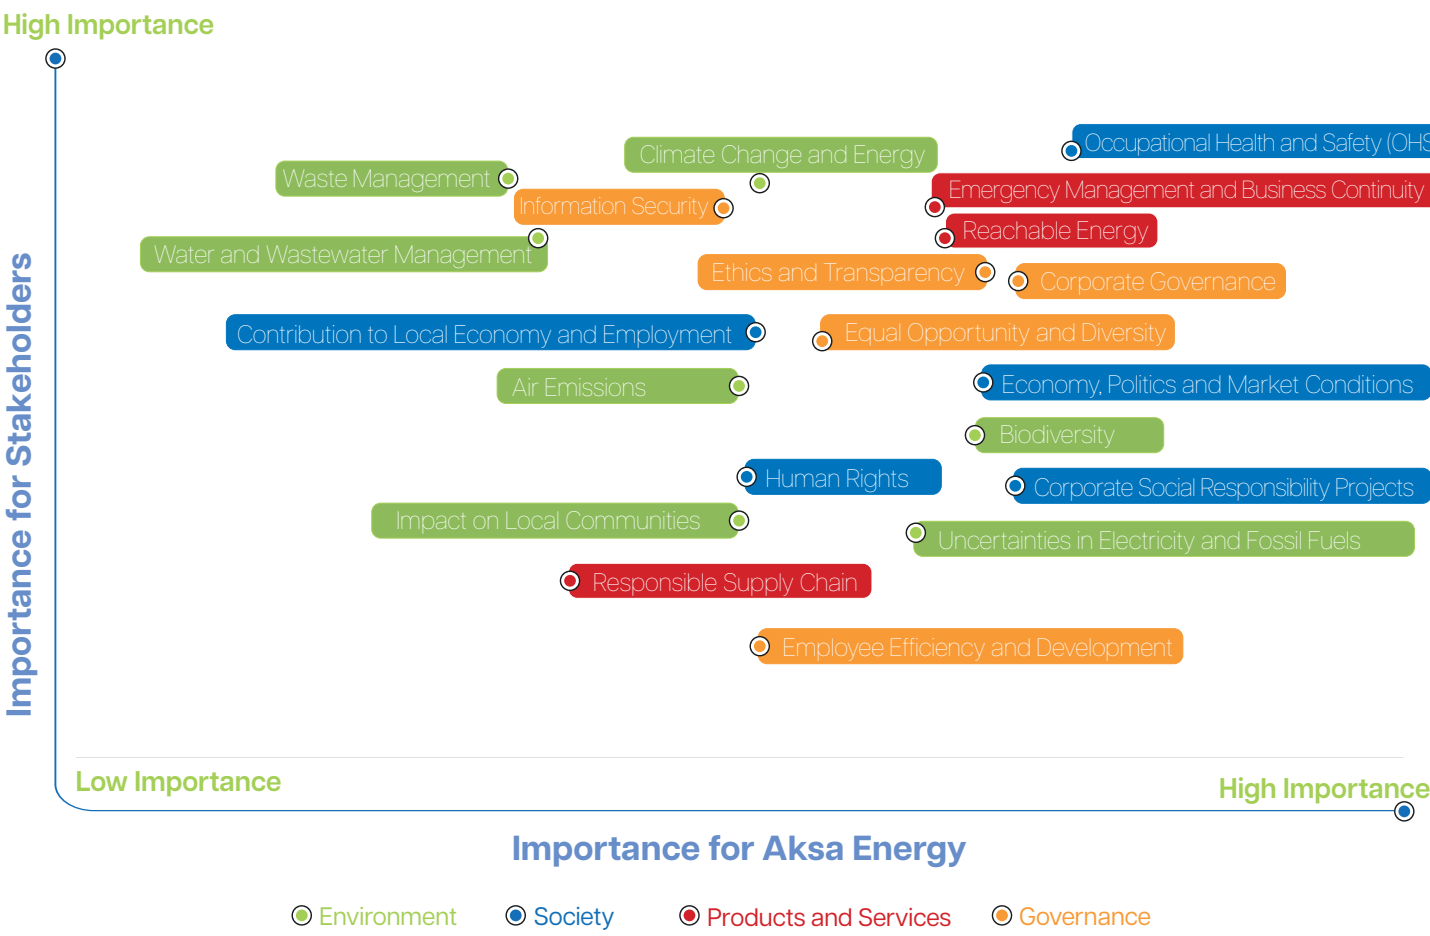 High Importance
Occupational Health and Safety (OHS
Climate Change and Energy
Waste Management
Emergency Management and Business Continuity
Information Security
Reachable Energy
Water and Wastewater Management
Ethics and Transparency
Corporate Governance
Contribution to Local Economy and Employment
Equal Opportunity and Diversity
Air Emissions
Economy, Politics and Market Conditions
Biodiversity
Human Rights
Corporate Social Responsibility Projects
Impact on Local Communities
Uncertainties in Electricity and Fossil Fuels
Responsible Supply Chain
Employee Efficiency and Development
Importance for Stakeholders
Low Importance
High Importance
Importance for Aksa Energy
Environment
Society
Products and Services
Governance